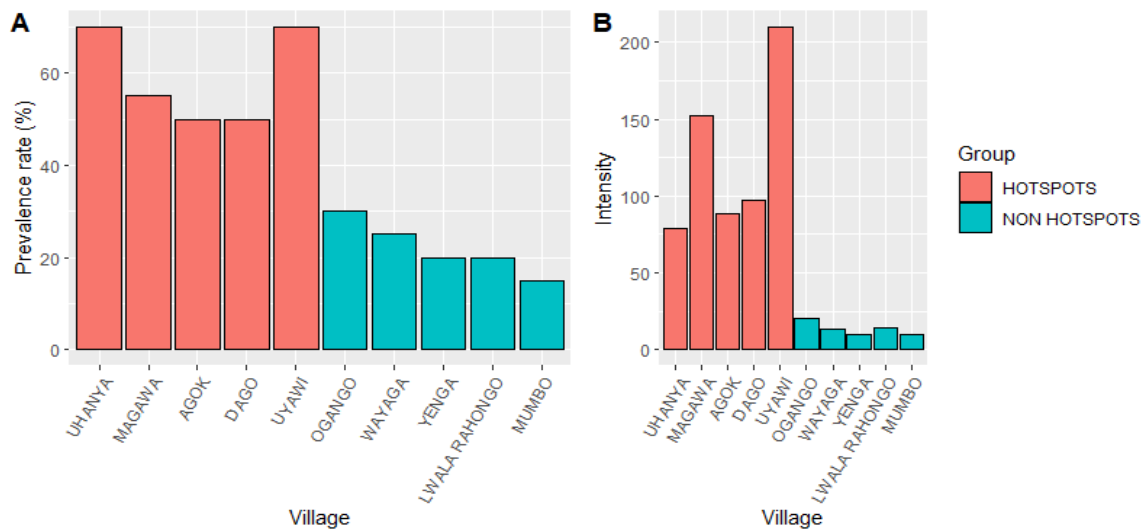 A
Prevalence rate (%)
60
40
20
0
UHANYA
MAGAWA
AGOK
DAGO
UYAWI
OGANGO
WAYAGA
YENGA
LWALA RAHONGO
MUMBO
Village
B
Intensity
200
150
100
50
0
UHANYA
MAGAWA
AGOK
DAGO
UYAWI
OGANGO
WAYAGA
YENGA
LWALA RAHONGO
MUMBO
Village
Group
HOTSPOTS
NON HOTSPOTS